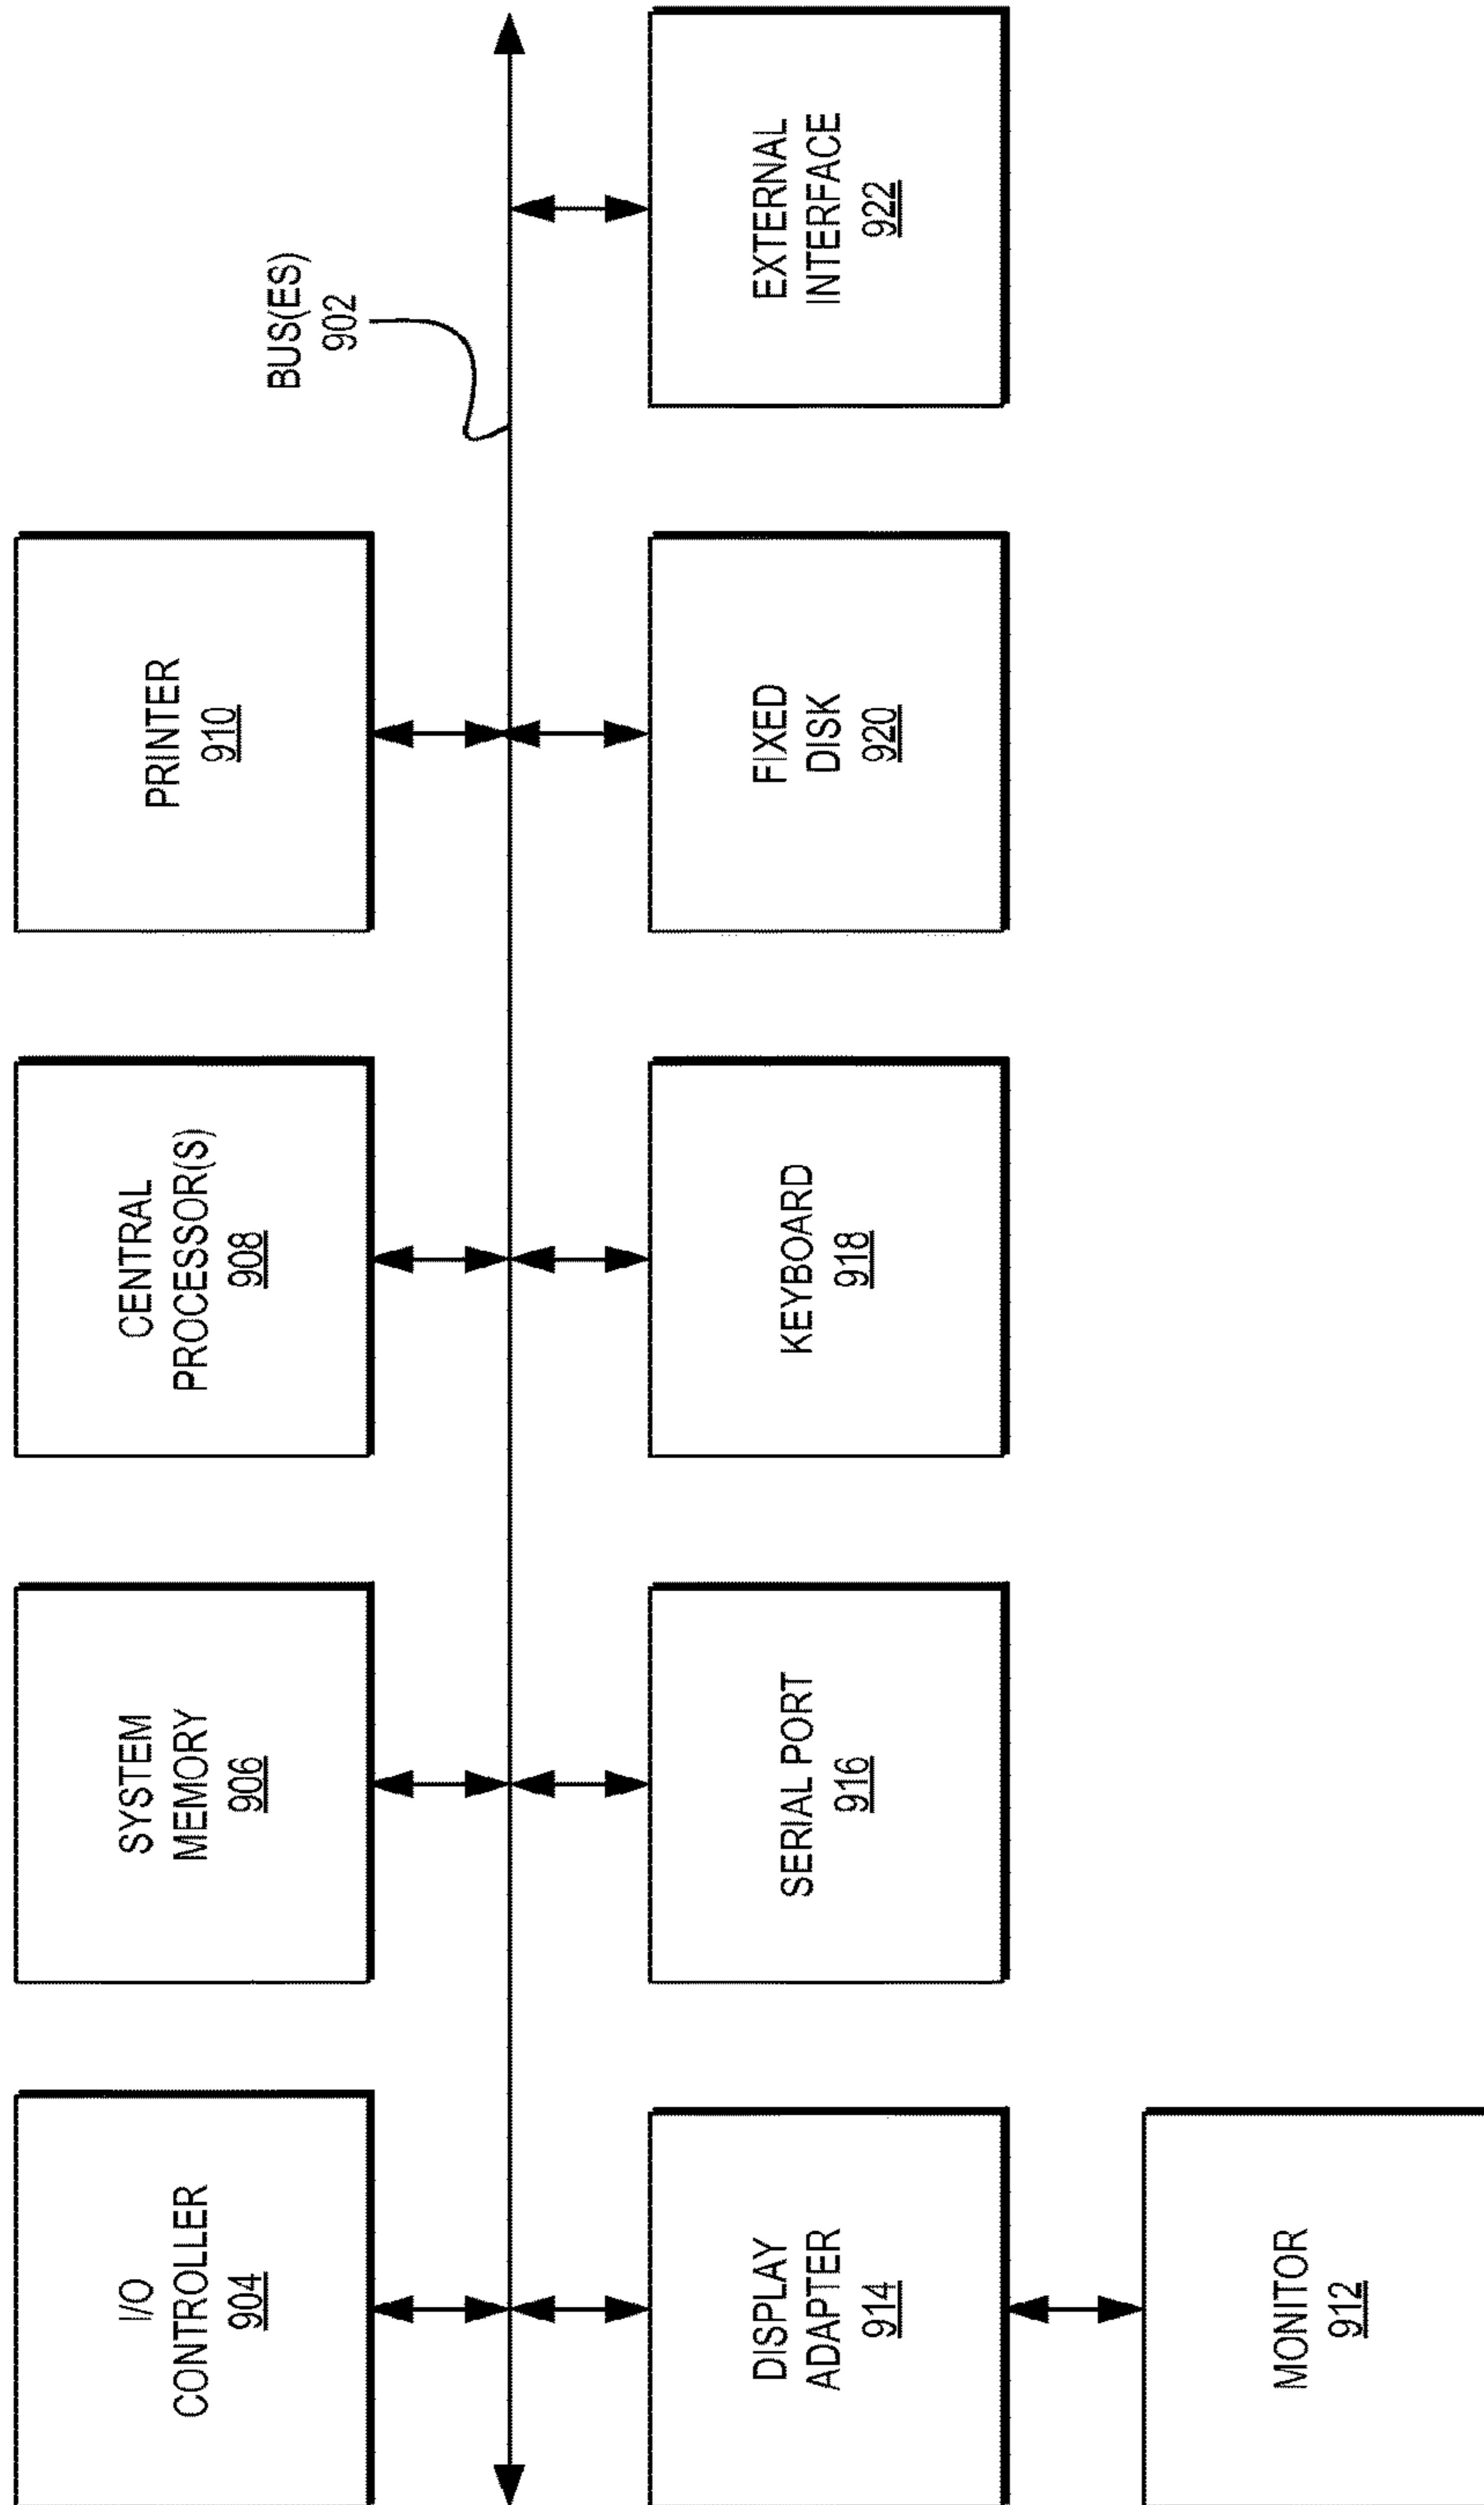 I/O
CONTROLLER
904
SYSTEM
MEMORY
906
CENTRAL
PROCESSOR(S)
908
PRINTER
910
BUS(ES)
902
DISPLAY
ADAPTER
914
SERIAL PORT
916
KEYBOARD
918
FIXED
DISK
920
EXTERNAL
INTERFACE
922
MONITOR
912